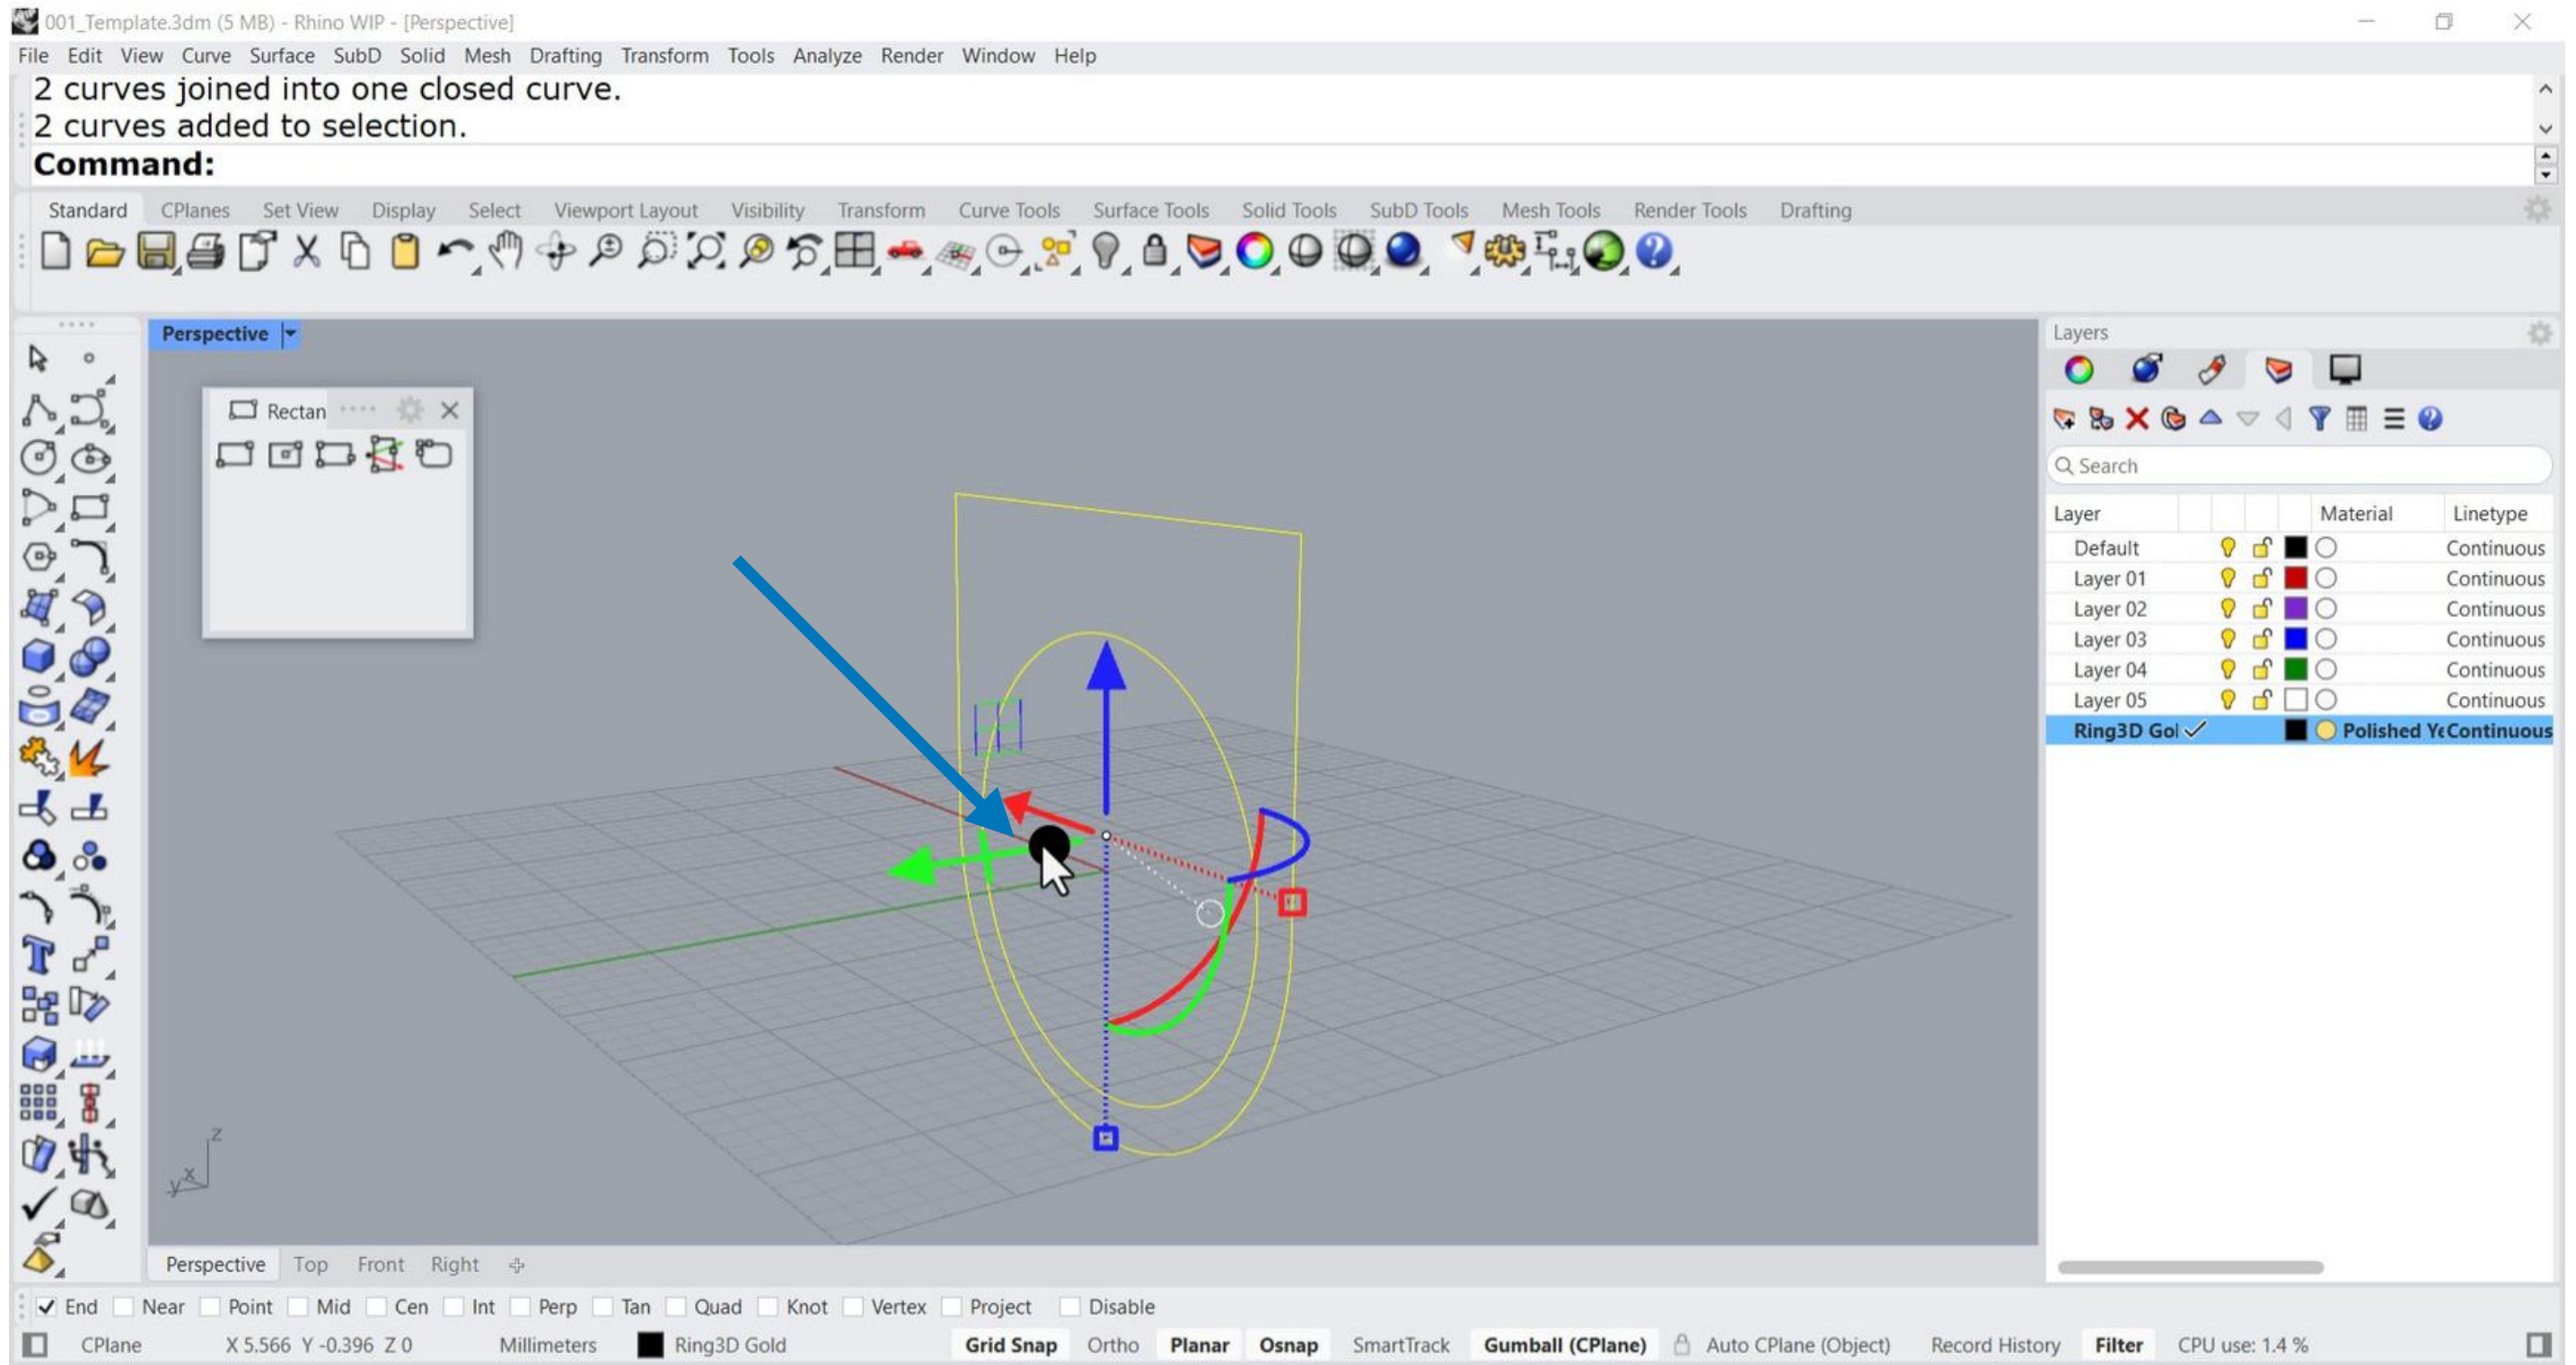 001_Template.3dm (5 MB) - Rhino WIP - [Perspective]
File Edit View Curve Surface SubD Solid Mesh Drafting Transform Tools Analyze Render Window Help
2 curves joined into one closed curve.
2 curves added to selection.
Command:
Standard CPlanes Set View Display Select Viewport Layout Visibility Transform Curve Tools Surface Tools Solid Tools SubD Tools Mesh Tools Render Tools Drafting
Perspective
Rectan
z
x
y
Layers
Search
Layer Material Linetype
Default Continuous
Layer 01 Continuous
Layer 02 Continuous
Layer 03 Continuous
Layer 04 Continuous
Layer 05 Continuous
Ring3D Gol Polished Ye Continuous
Perspective Top Front Right
End Near Point Mid Cen Int Perp Tan Quad Knot Vertex Project Disable
CPlane X 5.566 Y -0.396 Z 0 Millimeters Ring3D Gold Grid Snap Ortho Planar Osnap SmartTrack Gumball (CPlane) Auto CPlane (Object) Record History Filter CPU use: 1.4 %